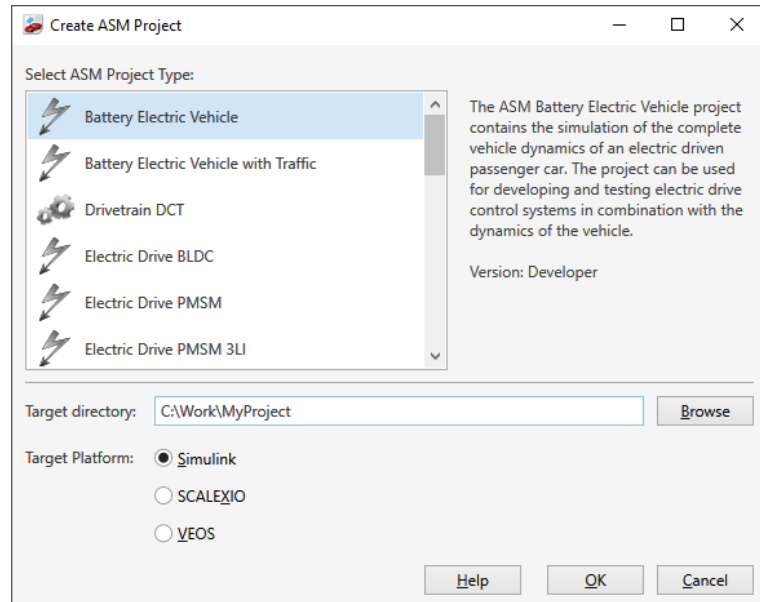 Create ASM Project
Select ASM Project Type:
Battery Electric Vehicle
Battery Electric Vehicle with Traffic
Drivetrain DCT
Electric Drive BLDC
Electric Drive PMSM
Electric Drive PMSM 3LI
The ASM Battery Electric Vehicle project
contains the simulation of the complete
vehicle dynamics of an electric driven
passenger car. The project can be used
for developing and testing electric drive
control systems in combination with the
dynamics of the vehicle.
Version: Developer
Target directory: C:\Work\MyProject Browse
Target Platform: Simulink
SCALEXIO
VEOS
Help OK Cancel